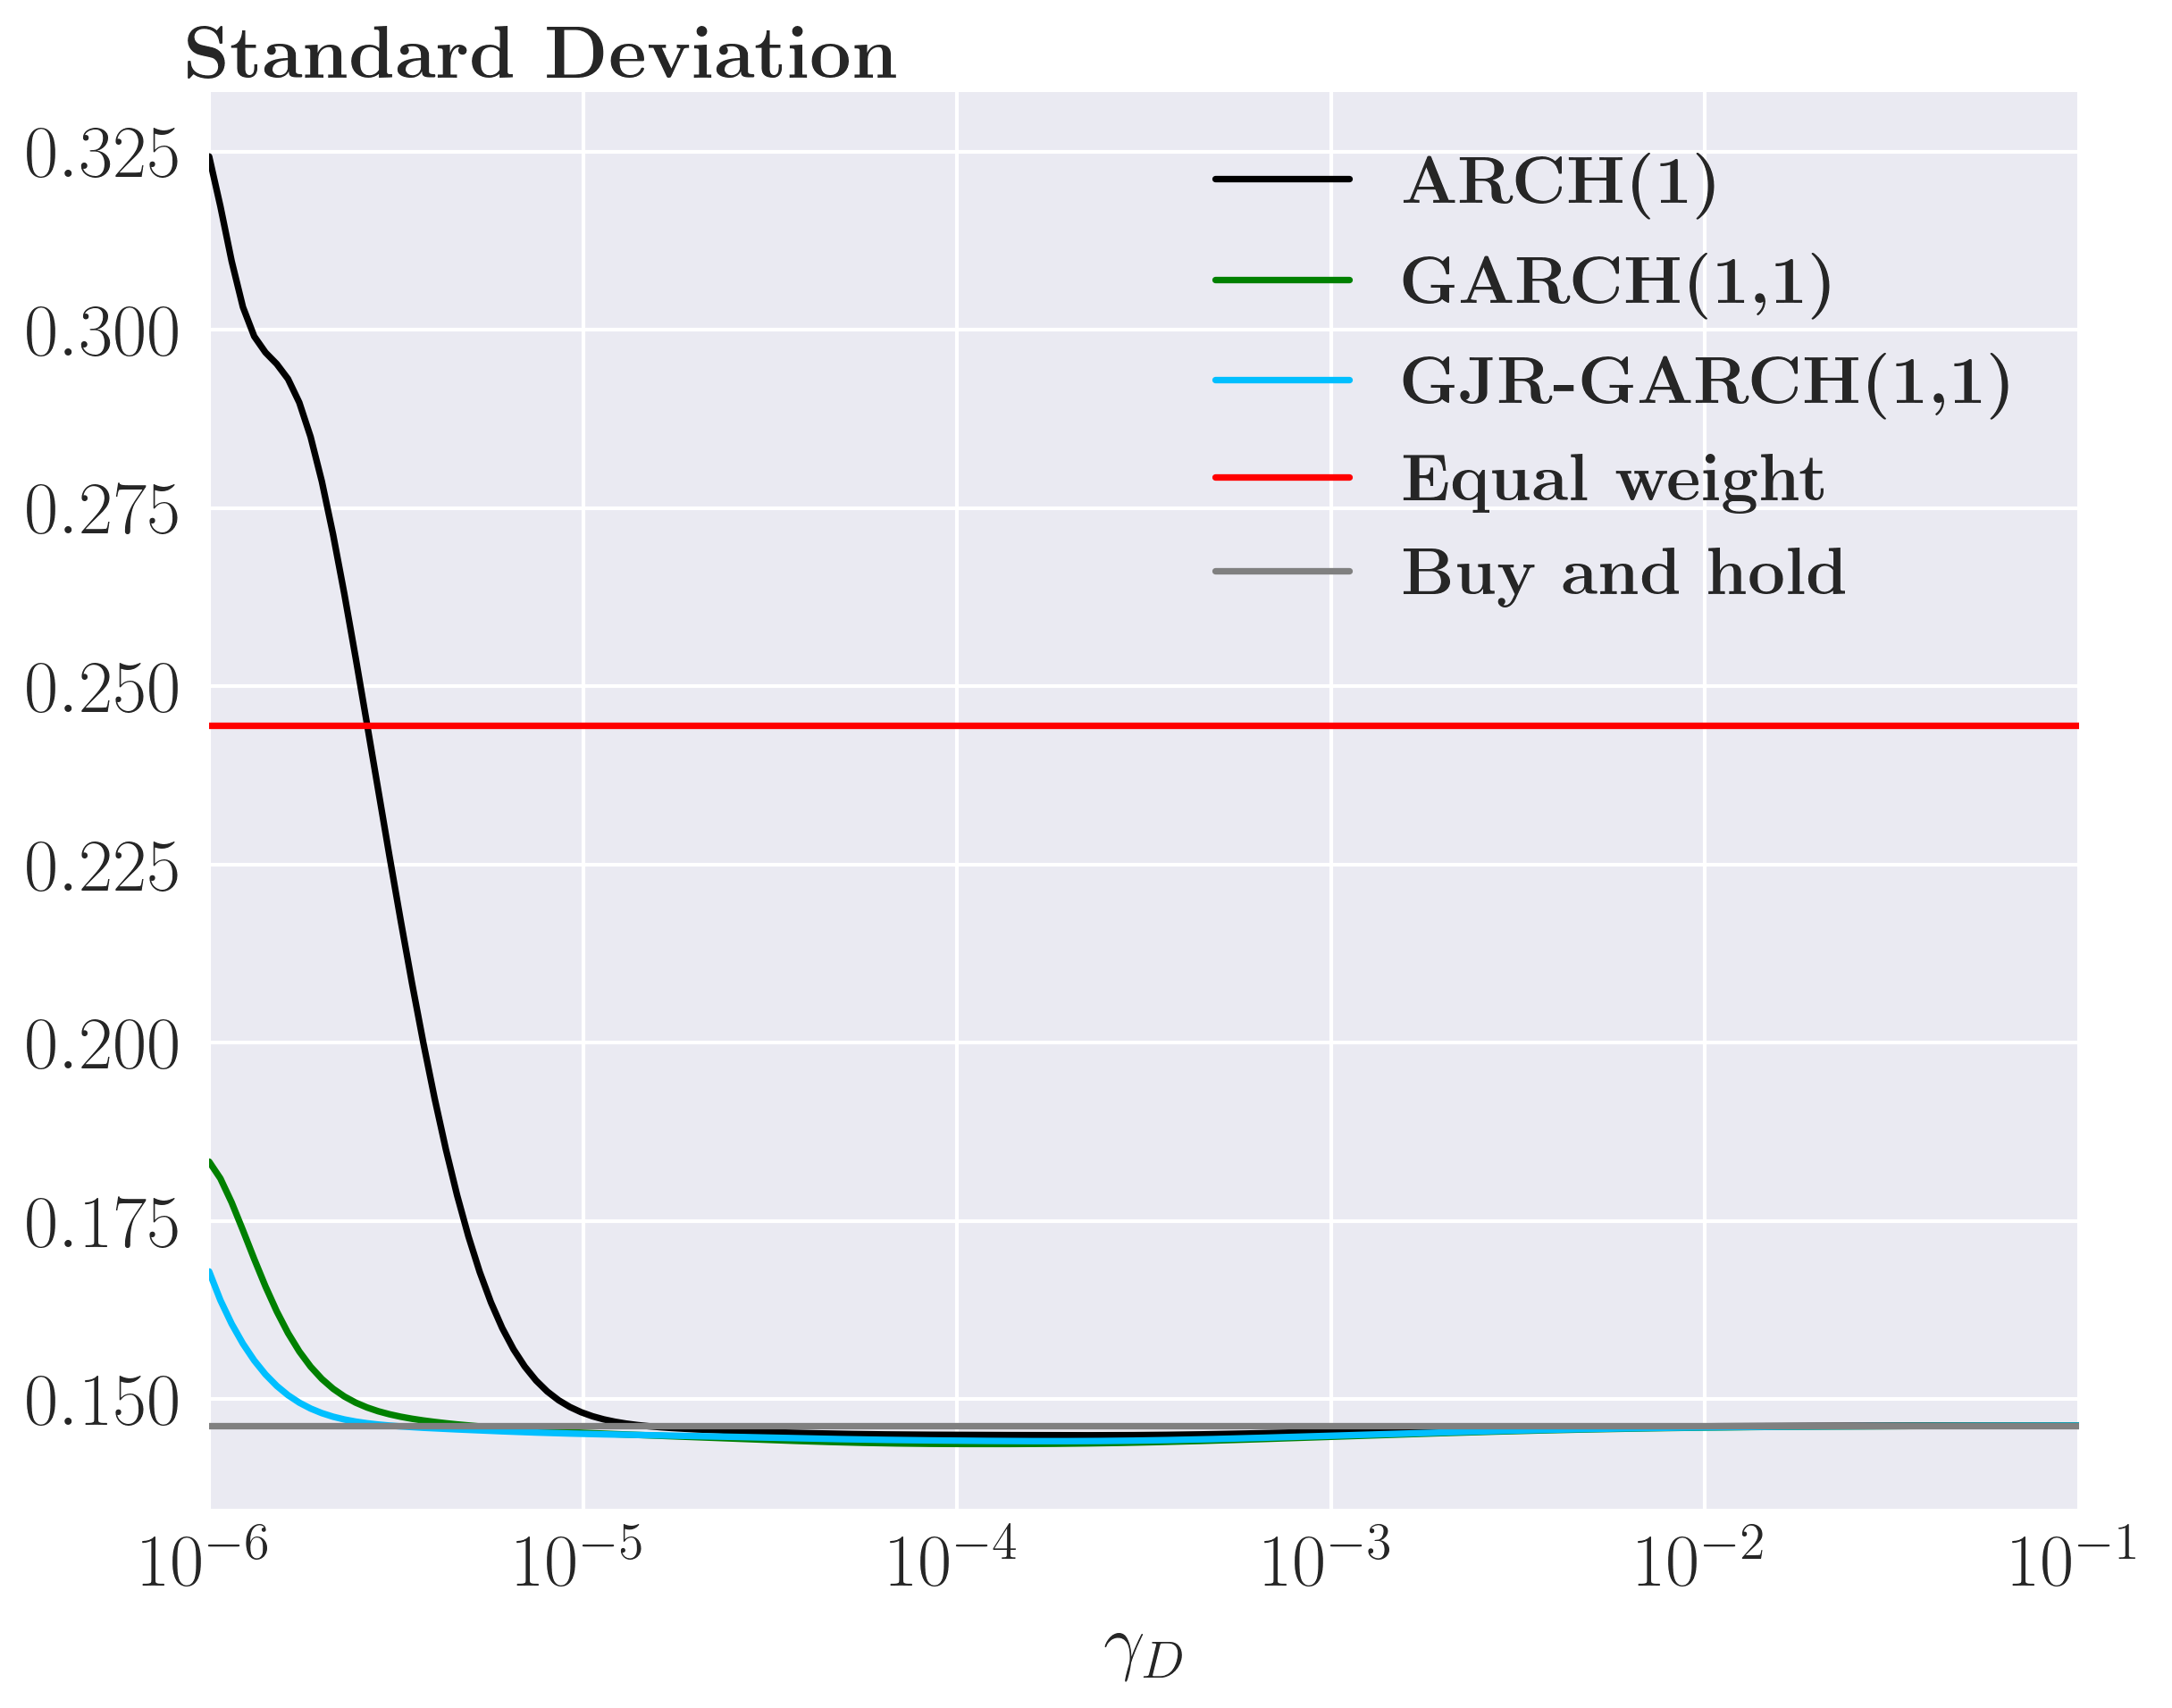 Standard Deviation
0.325
0.300
0.275
0.250
0.225
0.200
0.175
0.150
ARCH(1)
GARCH(1,1)
GJR-GARCH(1,1)
Equal weight
Buy and hold
10⁻⁶ 10⁻⁵ 10⁻⁴ 10⁻³ 10⁻² 10⁻¹
γ_D